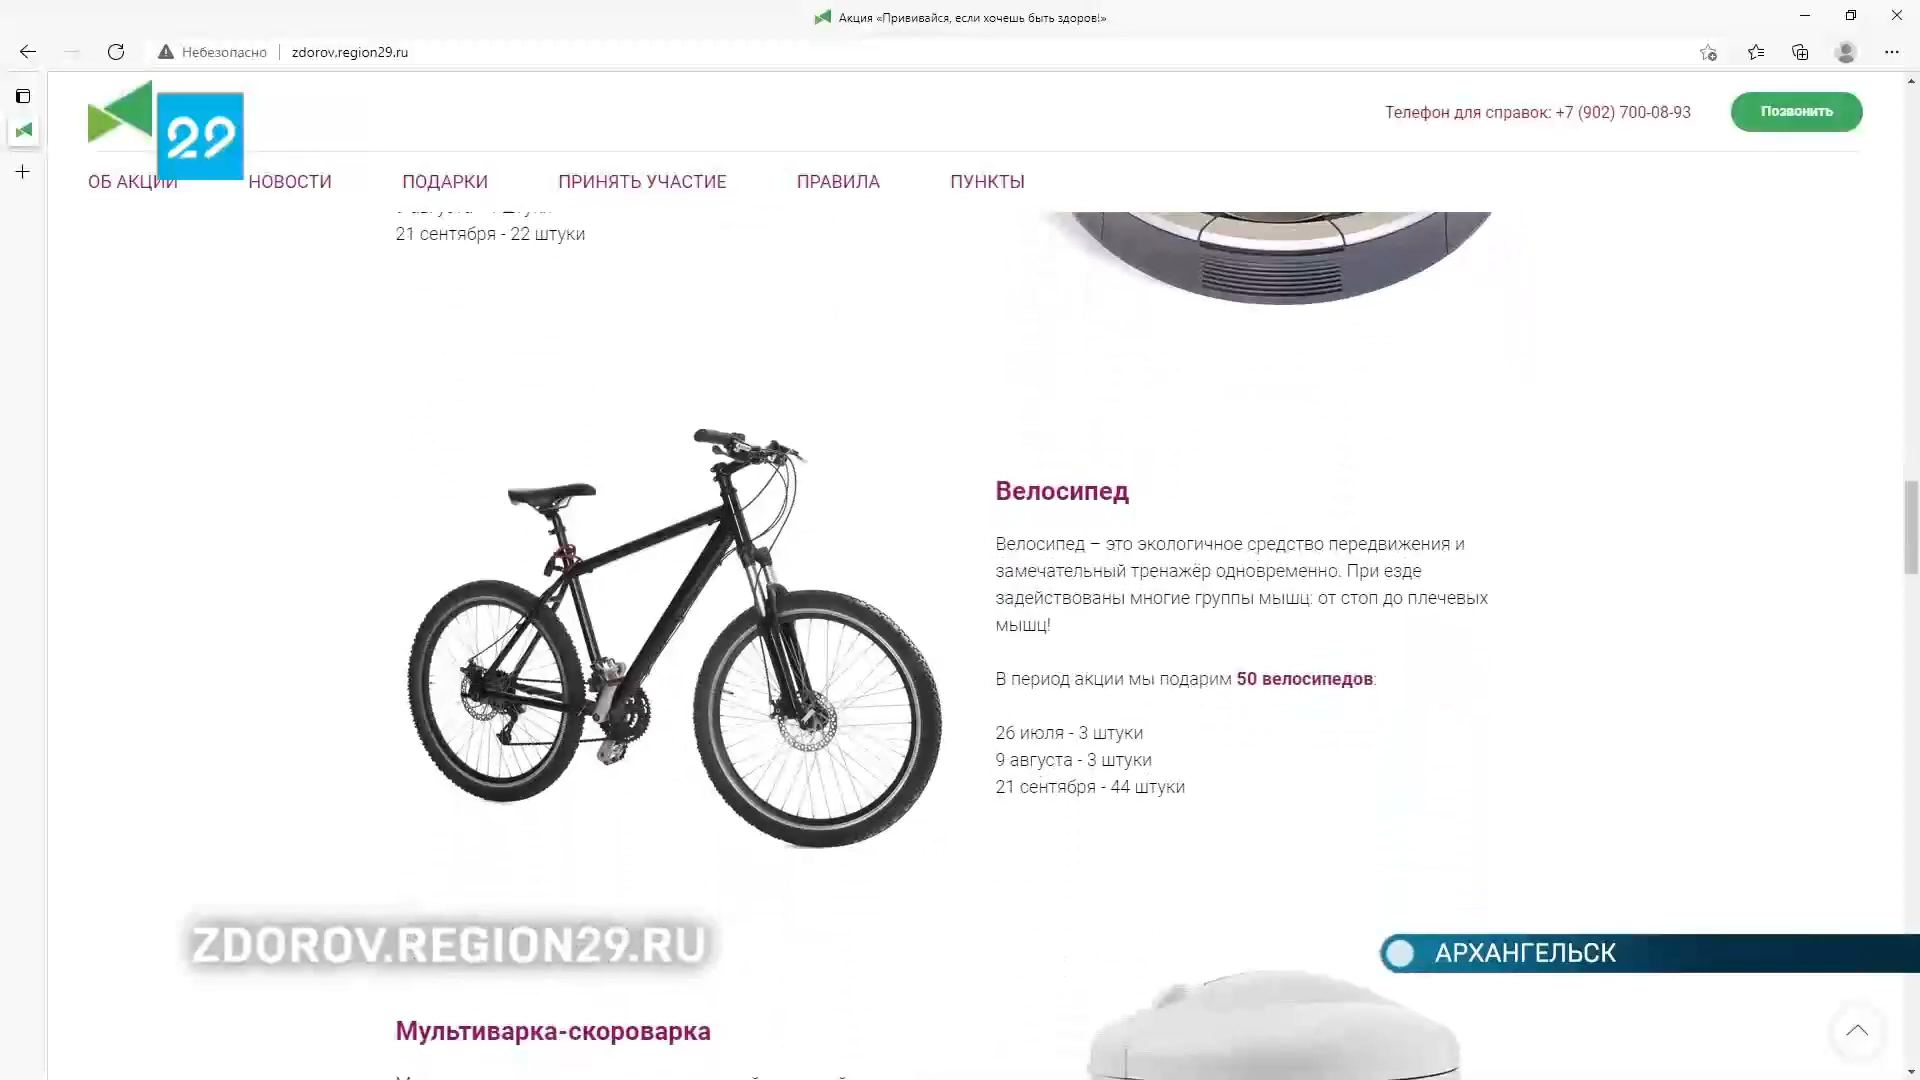 Акция «Прививайся, если хочешь быть здоров!»
Небезопасно
zdorov.region29.ru
29
Телефон для справок: +7 (902) 700-08-93
Позвонить
ОБ АКЦИИ
НОВОСТИ
ПОДАРКИ
ПРИНЯТЬ УЧАСТИЕ
ПРАВИЛА
ПУНКТЫ
21 сентября - 22 штуки
Велосипед
Велосипед – это экологичное средство передвижения и
замечательный тренажёр одновременно. При езде
задействованы многие группы мышц: от стоп до плечевых
мышц!
В период акции мы подарим 50 велосипедов:
26 июля - 3 штуки
9 августа - 3 штуки
21 сентября - 44 штуки
ZDOROV.REGION29.RU
АРХАНГЕЛЬСК
Мультиварка-скороварка